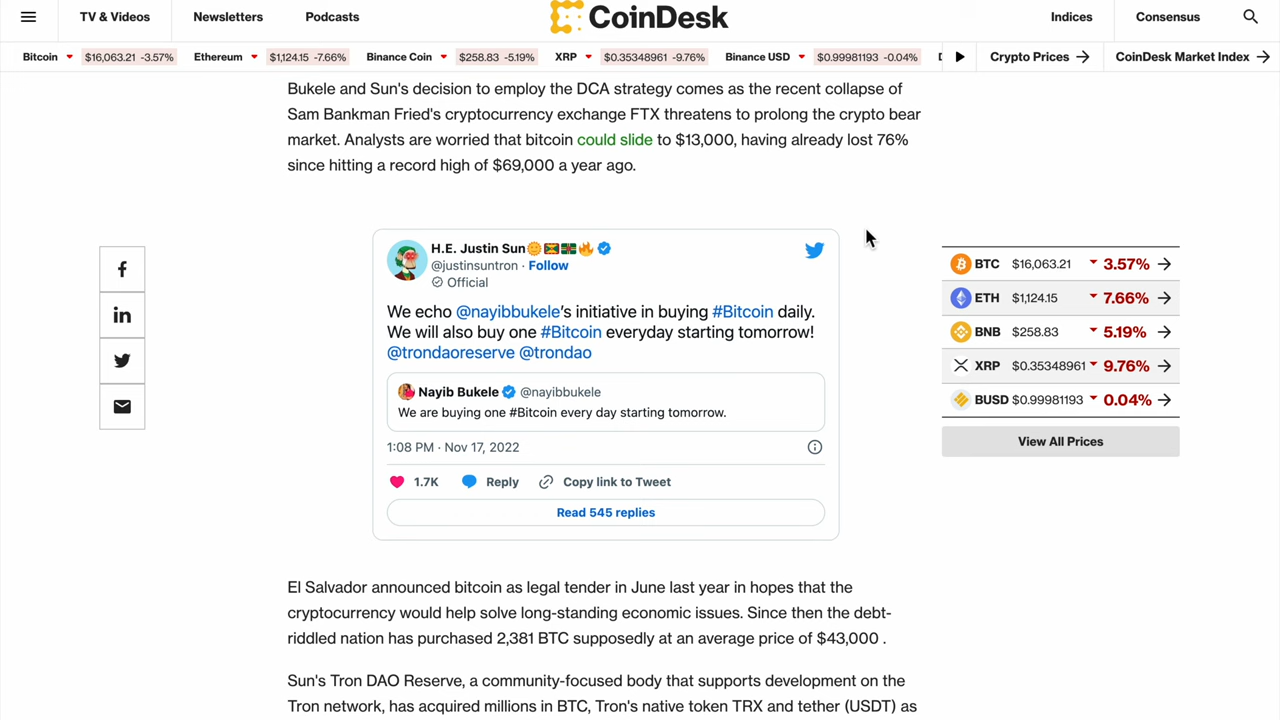 TV & Videos Newsletters Podcasts CoinDesk Indices Consensus
Bitcoin $16,063.21 -3.57% Ethereum $1,124.15 -7.66% Binance Coin $258.83 -5.19% XRP $0.35348961 -9.76% Binance USD $0.99981193 -0.04% Crypto Prices → CoinDesk Market Index →
Bukele and Sun's decision to employ the DCA strategy comes as the recent collapse of
Sam Bankman Fried's cryptocurrency exchange FTX threatens to prolong the crypto bear
market. Analysts are worried that bitcoin could slide to $13,000, having already lost 76%
since hitting a record high of $69,000 a year ago.
H.E. Justin Sun🌞🇬🇩🇩🇲🔥
@justinsuntron · Follow
Official
We echo @nayibbukele's initiative in buying #Bitcoin daily.
We will also buy one #Bitcoin everyday starting tomorrow!
@trondaoreserve @trondao
Nayib Bukele @nayibbukele
We are buying one #Bitcoin every day starting tomorrow.
1:08 PM · Nov 17, 2022
1.7K Reply Copy link to Tweet
Read 545 replies
BTC $16,063.21 3.57% →
ETH $1,124.15 7.66% →
BNB $258.83 5.19% →
XRP $0.35348961 9.76% →
BUSD $0.99981193 0.04% →
View All Prices
El Salvador announced bitcoin as legal tender in June last year in hopes that the
cryptocurrency would help solve long-standing economic issues. Since then the debt-
riddled nation has purchased 2,381 BTC supposedly at an average price of $43,000 .
Sun's Tron DAO Reserve, a community-focused body that supports development on the
Tron network, has acquired millions in BTC, Tron's native token TRX and tether (USDT) as